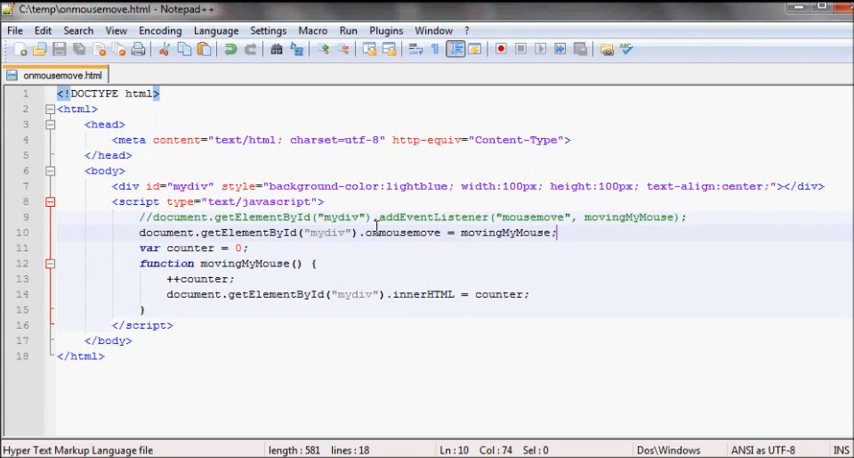 C:\temp\onmousemove.html - Notepad++
File Edit Search View Encoding Language Settings Macro Run Plugins Window ?
onmousemove.html
1 <!DOCTYPE html>
2 <html>
3 <head>
4 <meta content="text/html; charset=utf-8" http-equiv="Content-Type">
5 </head>
6 <body>
7 <div id="mydiv" style="background-color:lightblue; width:100px; height:100px; text-align:center;"></div>
8 <script type="text/javascript">
9 //document.getElementById("mydiv").addEventListener("mousemove", movingMyMouse);
10 document.getElementById("mydiv").onmousemove = movingMyMouse;
11 var counter = 0;
12 function movingMyMouse() {
13 ++counter;
14 document.getElementById("mydiv").innerHTML = counter;
15 }
16 </script>
17 </body>
18 </html>
Hyper Text Markup Language file length : 581 lines : 18 Ln : 10 Col : 74 Sel : 0 Dos\Windows ANSI as UTF-8 INS